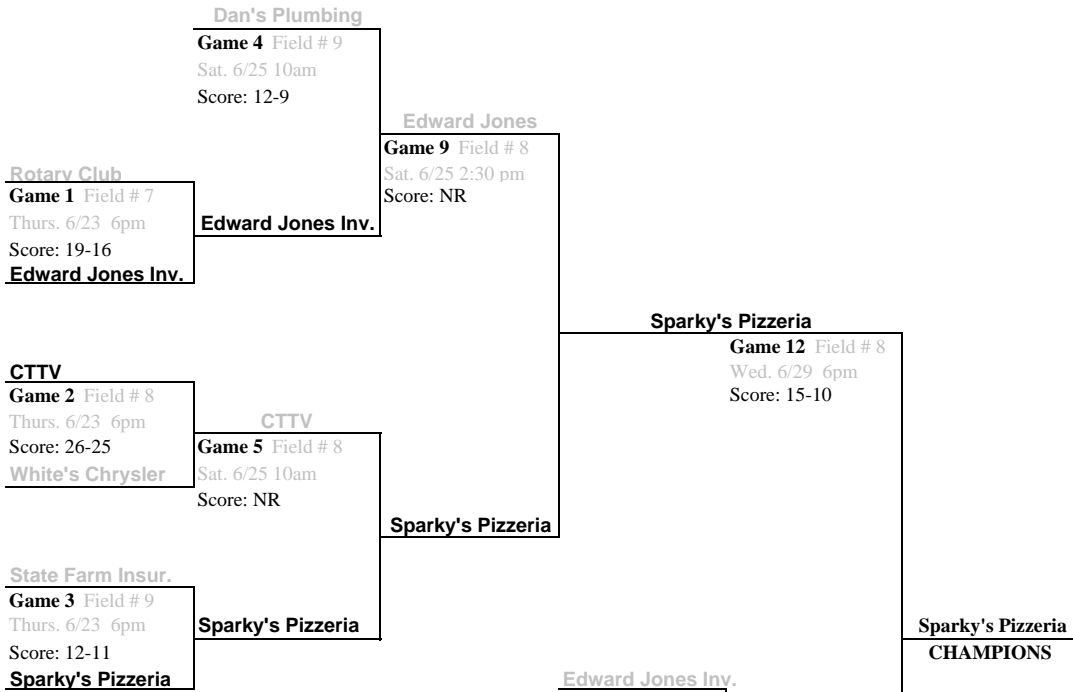 Dan's Plumbing
Game 4 Field # 9
Sat. 6/25 10am
Score: 12-9
Edward Jones
Game 9 Field # 8
Sat. 6/25 2:30 pm
Score: NR
Rotary Club
Game 1 Field # 7
Thurs. 6/23 6pm
Score: 19-16
Edward Jones Inv.
Edward Jones Inv.
Sparky's Pizzeria
Game 12 Field # 8
Wed. 6/29 6pm
Score: 15-10
CTTV
Game 2 Field # 8
Thurs. 6/23 6pm
Score: 26-25
White's Chrysler
CTTV
Game 5 Field # 8
Sat. 6/25 10am
Score: NR
Sparky's Pizzeria
State Farm Insur.
Game 3 Field # 9
Thurs. 6/23 6pm
Score: 12-11
Sparky's Pizzeria
Sparky's Pizzeria
Sparky's Pizzeria
CHAMPIONS
Edward Jones Inv.